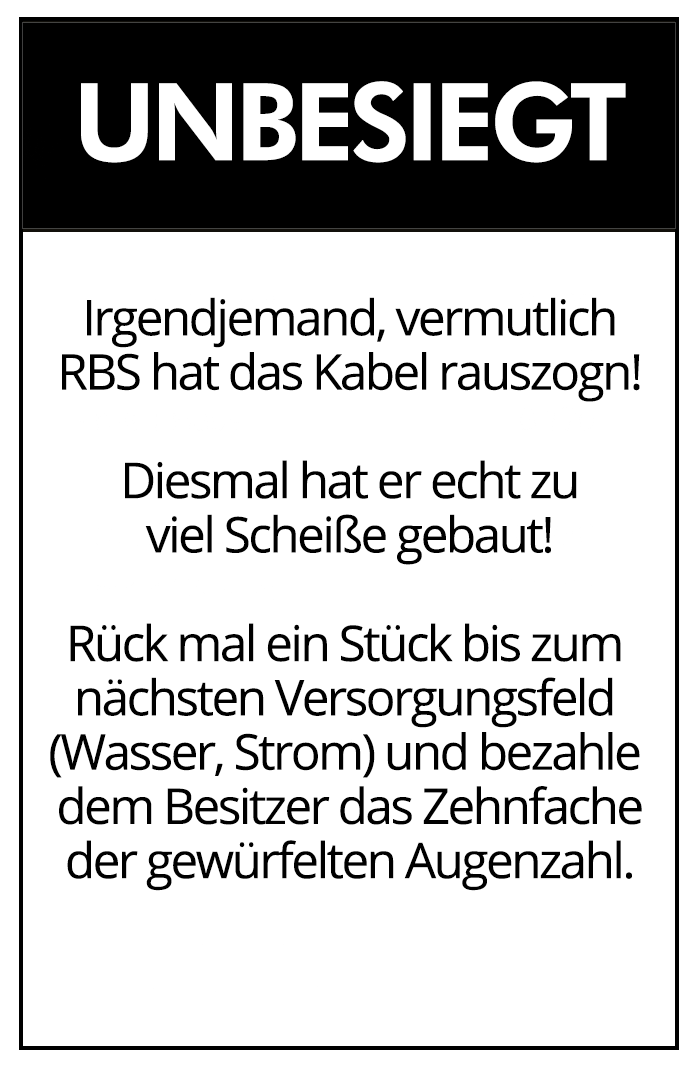 UNBESIEGT
Irgendjemand, vermutlich
RBS hat das Kabel rauszogn!
Diesmal hat er echt zu
viel Scheiße gebaut!
Rück mal ein Stück bis zum
nächsten Versorgungsfeld
(Wasser, Strom) und bezahle
dem Besitzer das Zehnfache
der gewürfelten Augenzahl.